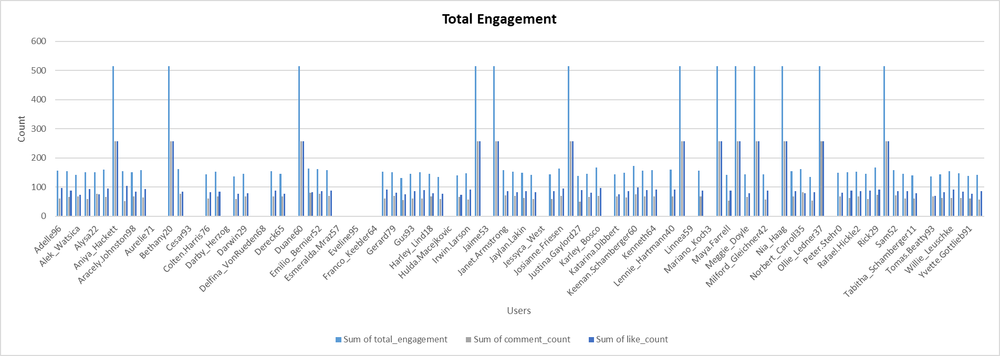 Total Engagement
600
500
400
300
200
100
0
Count
Adelle96
Alek_Watsica
Alysa22
Aniya_Hackett
Aracely.Johnston98
Aurelie71
Bethany20
Cesar93
Colten.Harris76
Darby_Herzog
Darwin29
Delfina_VonRueden68
Dereck65
Duane60
Emilio_Bernier52
Esmeralda.Mraz57
Eveline95
Franco_Keebler64
Gerard79
Gus93
Harley_Lind18
Hulda.Macejkovic
Irwin.Larson
Jaime53
Janet.Armstrong
Jaylan.Lakin
Jessyca_West
Josianne.Friesen
Justina.Gaylord27
Karley_Bosco
Katarina.Dibbert
Keenan.Schamberger60
Kenneth64
Lennie_Hartmann40
Linnea59
Mariano_Koch3
Maya.Farrell
Meggie_Doyle
Milford_Gleichner42
Nia_Haag
Norbert_Carroll35
Ollie_Ledner37
Peter.Stehr0
Rafael.Hickle2
Rick29
Sam52
Tabitha_Schamberger11
Tomas.Beatty93
Willie_Leuschke
Yvette.Gottlieb91
Users
Sum of total_engagement
Sum of comment_count
Sum of like_count